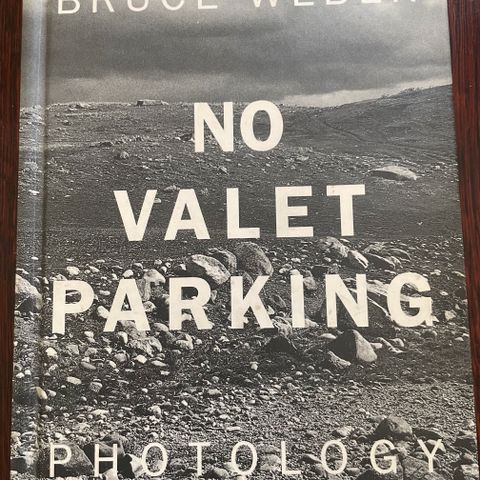 BRUCE WEBER
NO
VALET
PARKING
PHOTOLOGY